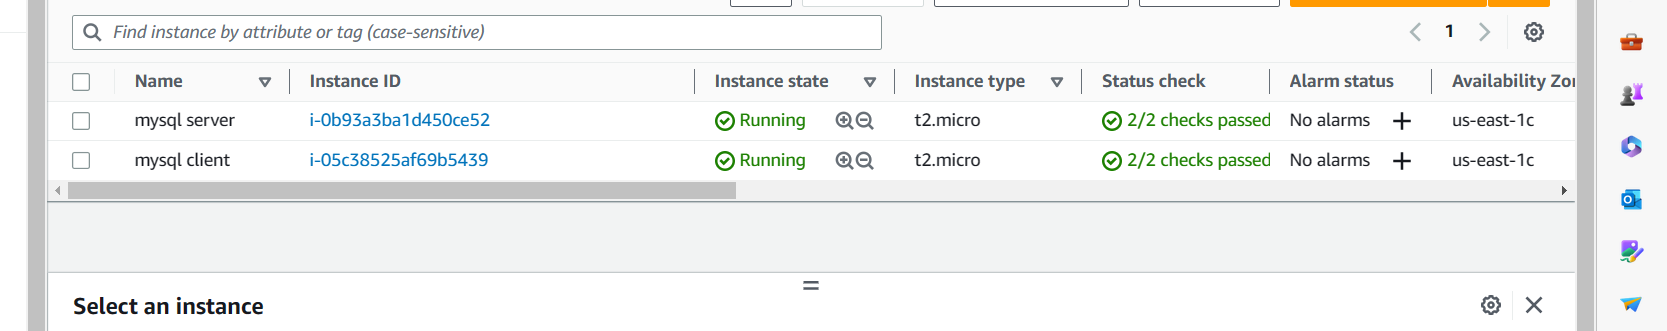 Find instance by attribute or tag (case-sensitive)
1
Name Instance ID Instance state Instance type Status check Alarm status Availability Zo
mysql server i-0b93a3ba1d450ce52 Running t2.micro 2/2 checks passed No alarms us-east-1c
mysql client i-05c38525af69b5439 Running t2.micro 2/2 checks passed No alarms us-east-1c
Select an instance